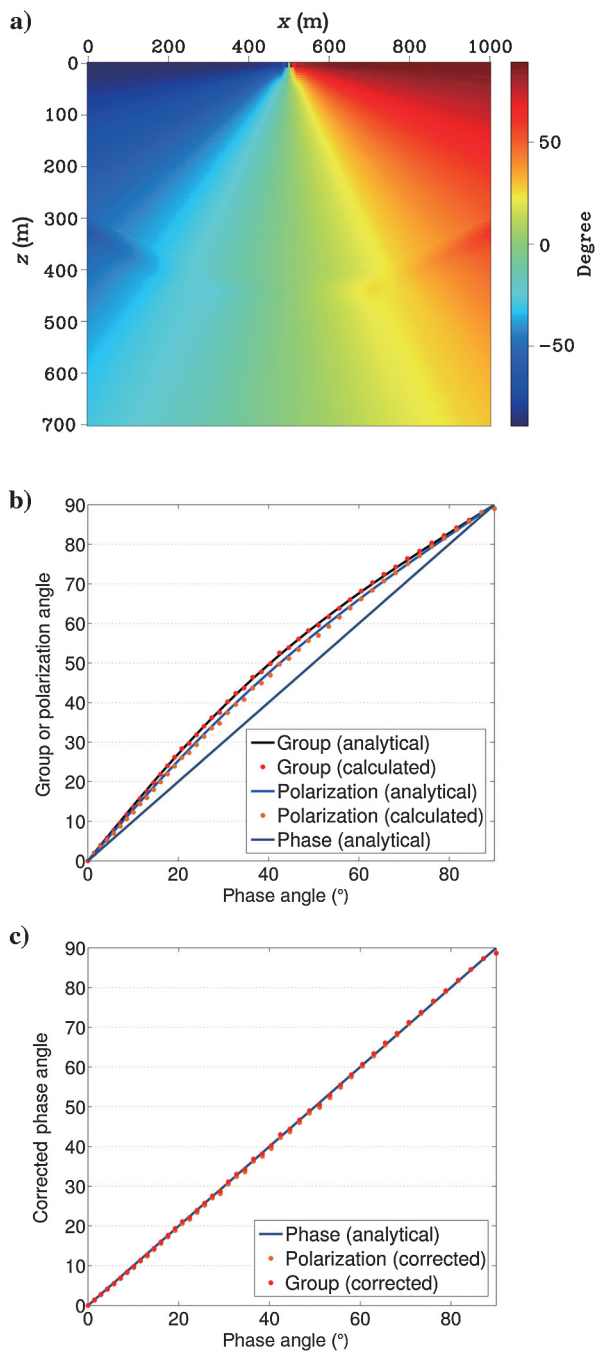 a)
x (m)
0 200 400 600 800 1000
0
100
200
300
400
500
600
700
z (m)
50
0
−50
Degree
b)
90
80
70
60
50
40
30
20
10
0
Group or polarization angle
Group (analytical)
Group (calculated)
Polarization (analytical)
Polarization (calculated)
Phase (analytical)
0 20 40 60 80
Phase angle (°)
c)
90
80
70
60
50
40
30
20
10
0
Corrected phase angle
Phase (analytical)
Polarization (corrected)
Group (corrected)
0 20 40 60 80
Phase angle (°)